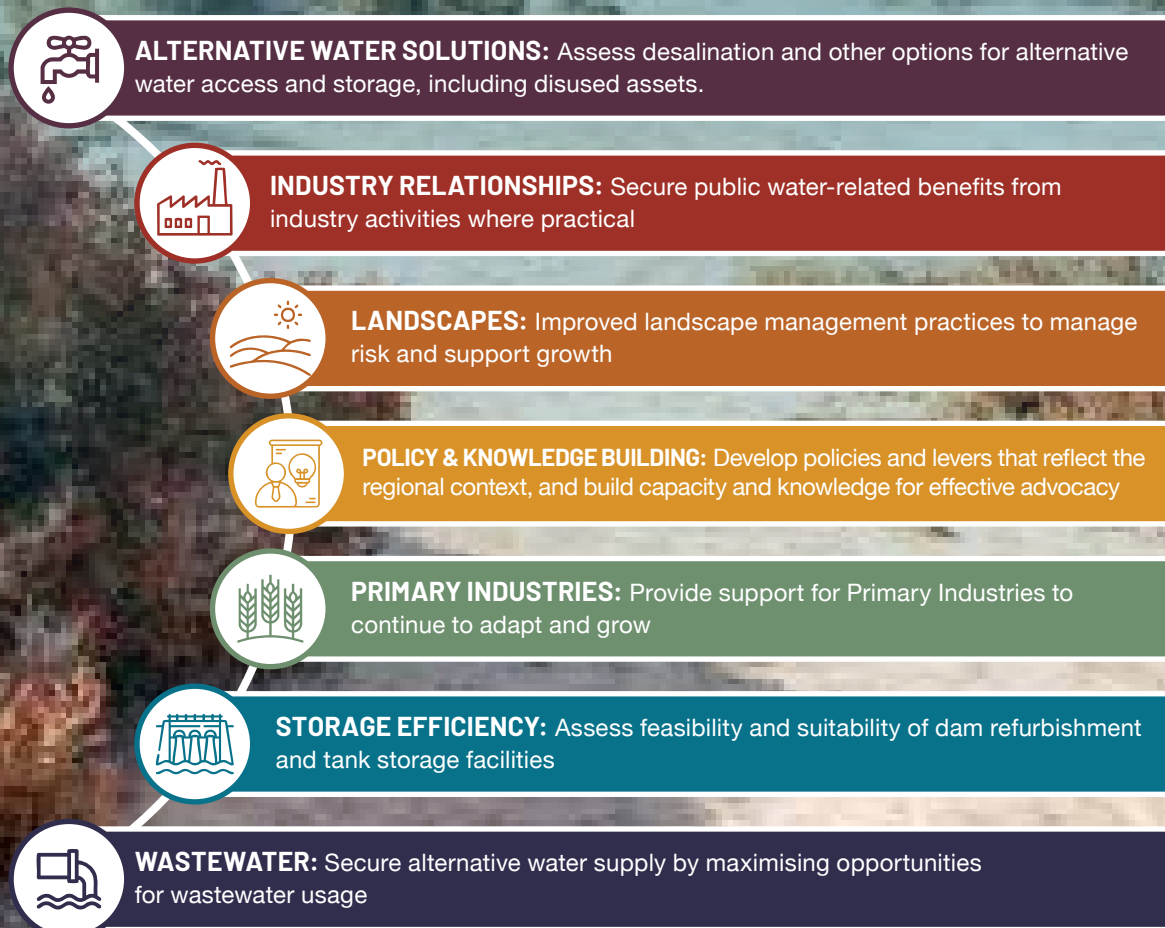 ALTERNATIVE WATER SOLUTIONS: Assess desalination and other options for alternative
water access and storage, including disused assets.
INDUSTRY RELATIONSHIPS: Secure public water-related benefits from
industry activities where practical
LANDSCAPES: Improved landscape management practices to manage
risk and support growth
POLICY & KNOWLEDGE BUILDING: Develop policies and levers that reflect the
regional context, and build capacity and knowledge for effective advocacy
PRIMARY INDUSTRIES: Provide support for Primary Industries to
continue to adapt and grow
STORAGE EFFICIENCY: Assess feasibility and suitability of dam refurbishment
and tank storage facilities
WASTEWATER: Secure alternative water supply by maximising opportunities
for wastewater usage